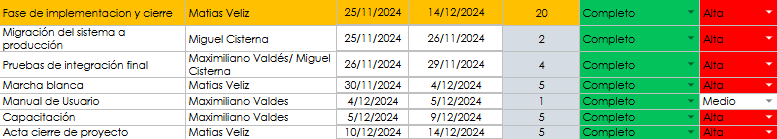 Fase de implementacion y cierre Matias Veliz 25/11/2024 14/12/2024 20 Completo Alta
Migración del sistema a producción Miguel Cisterna 25/11/2024 26/11/2024 2 Completo Alta
Pruebas de integración final Maximiliano Valdés/ Miguel Cisterna 26/11/2024 29/11/2024 4 Completo Alta
Marcha blanca Matias Veliz 30/11/2024 4/12/2024 5 Completo Alta
Manual de Usuario Maximiliano Valdes 4/12/2024 5/12/2024 1 Completo Medio
Capacitación Maximiliano Valdes 5/12/2024 9/12/2024 5 Completo Alta
Acta cierre de proyecto Matias Veliz 10/12/2024 14/12/2024 5 Completo Alta